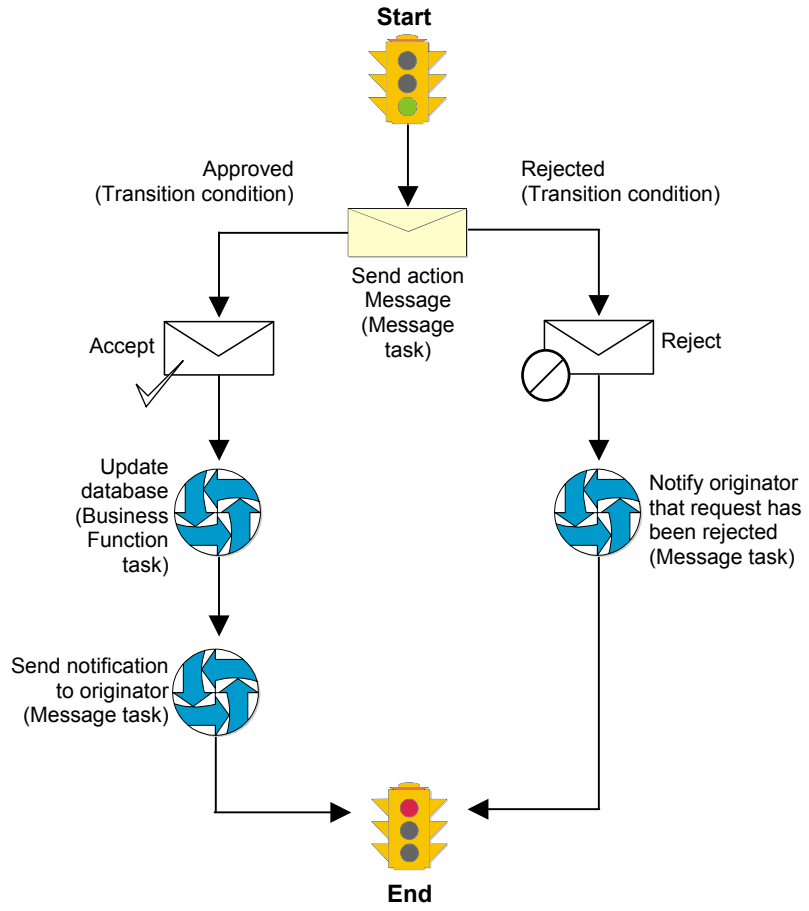 Start
Approved
(Transition condition)
Rejected
(Transition condition)
Send action
Message
(Message
task)
Accept
Reject
Update
database
(Business
Function
task)
Notify originator
that request has
been rejected
(Message task)
Send notification
to originator
(Message task)
End